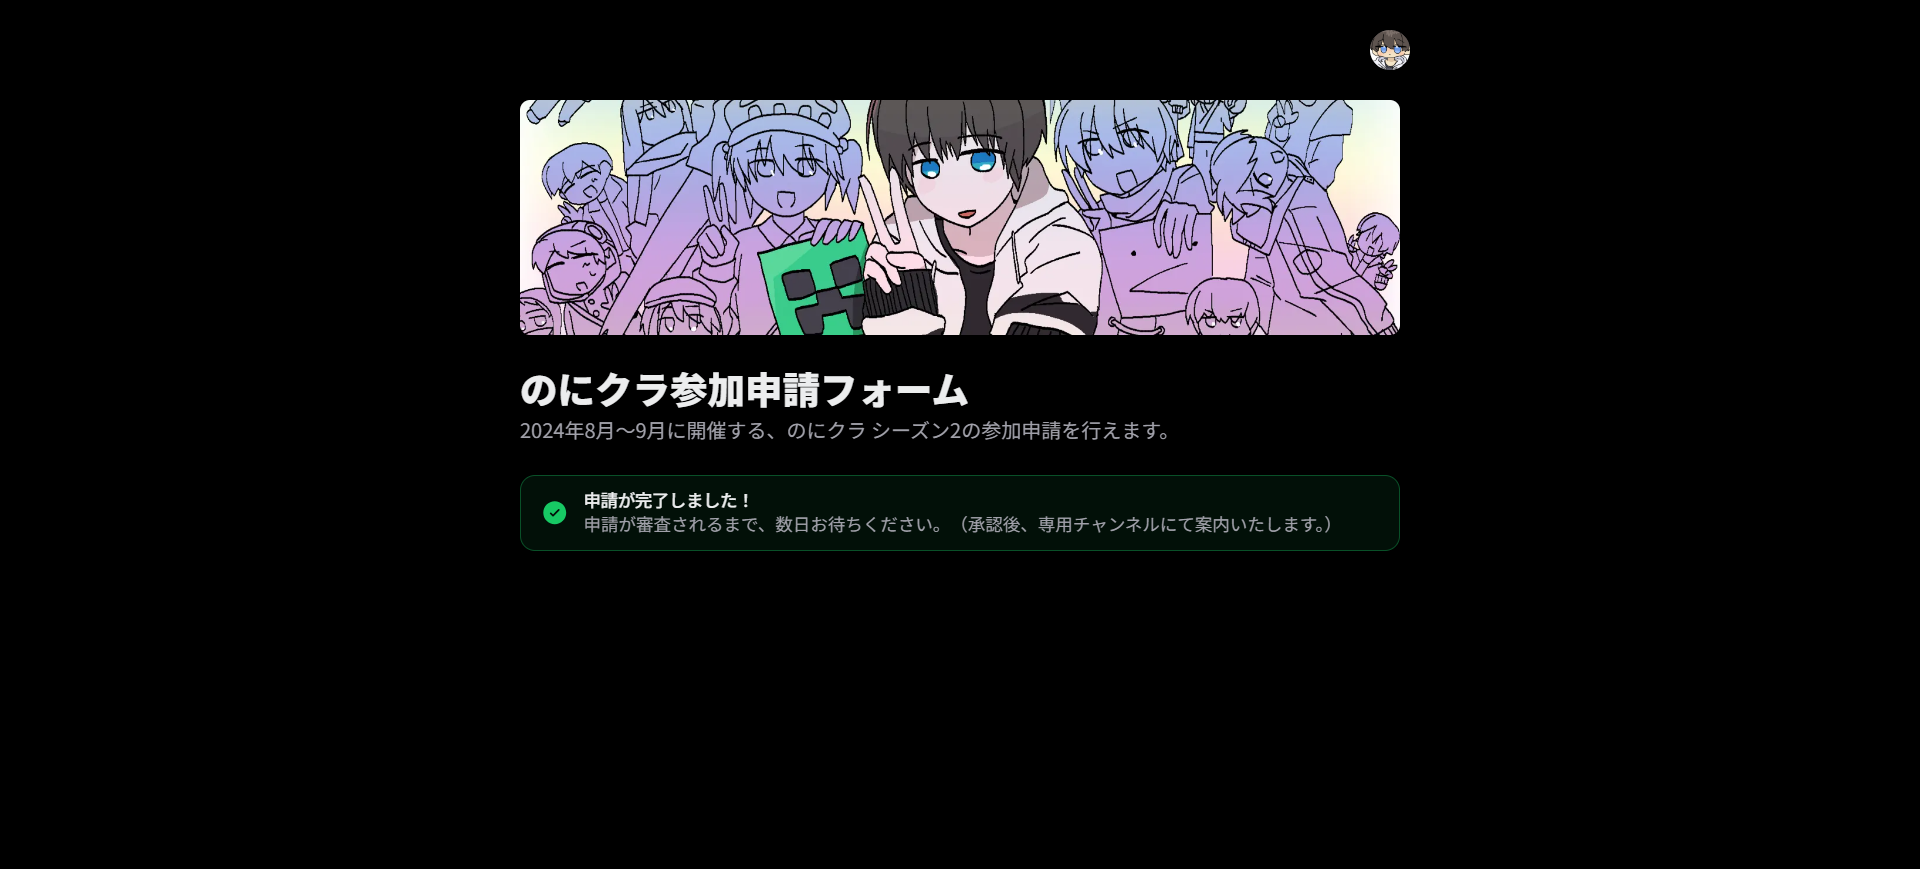 のにクラ参加申請フォーム
2024年8月〜9月に開催する、のにクラ シーズン2の参加申請を行えます。
申請が完了しました！
申請が審査されるまで、数日お待ちください。（承認後、専用チャンネルにて案内いたします。）